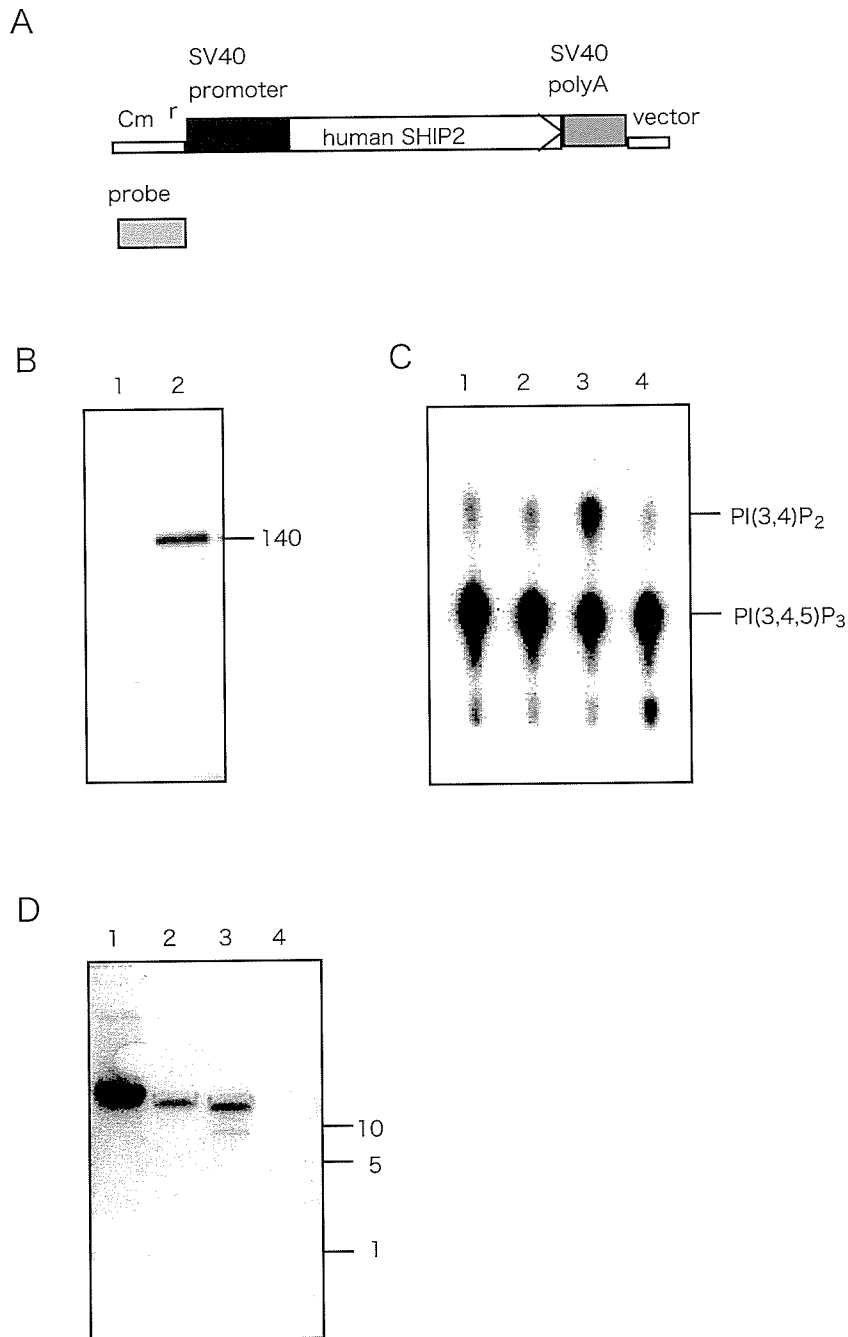 A
SV40
promoter
SV40
polyA
Cm r
human SHIP2
vector
probe
B
1 2
140
C
1 2 3 4
PI(3,4)P2
PI(3,4,5)P3
D
1 2 3 4
10
5
1